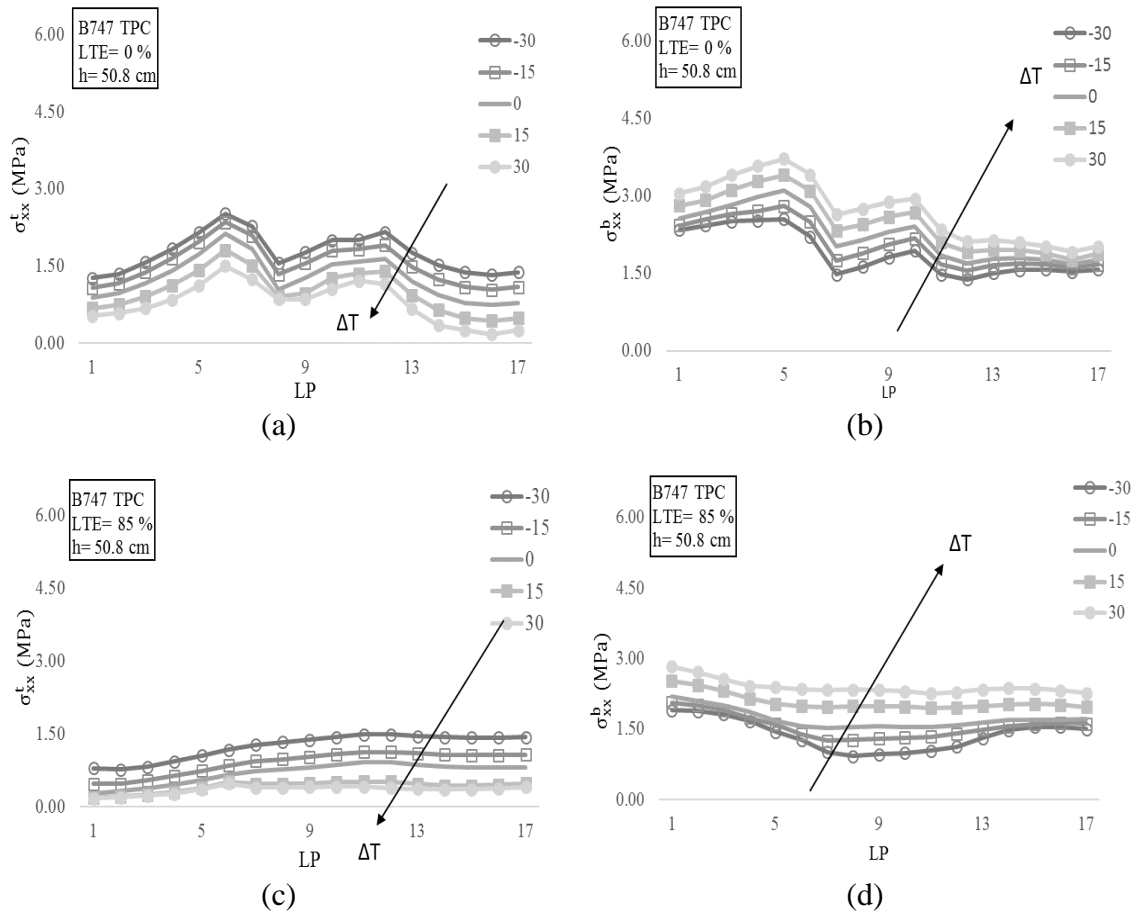 B747 TPC
LTE= 0 %
h= 50.8 cm
6.00
4.50
3.00
1.50
0.00
σᵗxx (MPa)
-30
-15
0
15
30
ΔT
1 5 9 13 17
LP
(a)
B747 TPC
LTE= 0 %
h= 50.8 cm
6.00
4.50
3.00
1.50
0.00
σᵇxx (MPa)
ΔT
-30
-15
0
15
30
1 5 9 13 17
LP
(b)
B747 TPC
LTE= 85 %
h= 50.8 cm
6.00
4.50
3.00
1.50
0.00
σᵗxx (MPa)
-30
-15
0
15
30
1 5 9 13 17
LP
ΔT
(c)
B747 TPC
LTE= 85 %
h= 50.8 cm
6.00
4.50
3.00
1.50
0.00
σᵇxx (MPa)
ΔT
-30
-15
0
15
30
1 5 9 13 17
LP
(d)